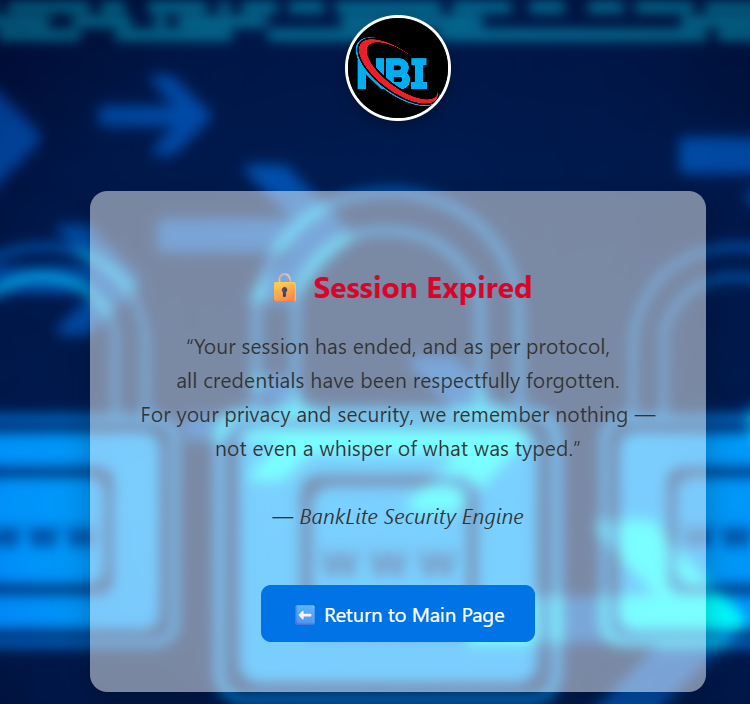 NBI
Session Expired
“Your session has ended, and as per protocol,
all credentials have been respectfully forgotten.
For your privacy and security, we remember nothing —
not even a whisper of what was typed.”
— BankLite Security Engine
Return to Main Page